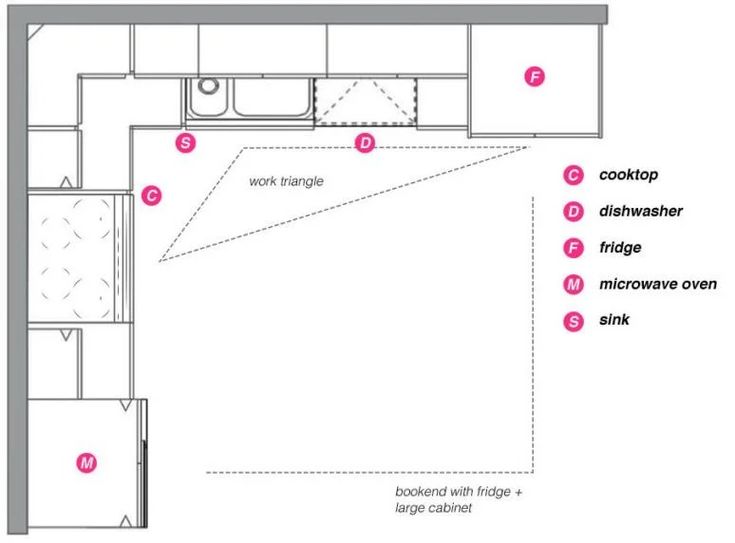 F
S
D
work triangle
C
C cooktop
D dishwasher
F fridge
M microwave oven
S sink
M
bookend with fridge +
large cabinet